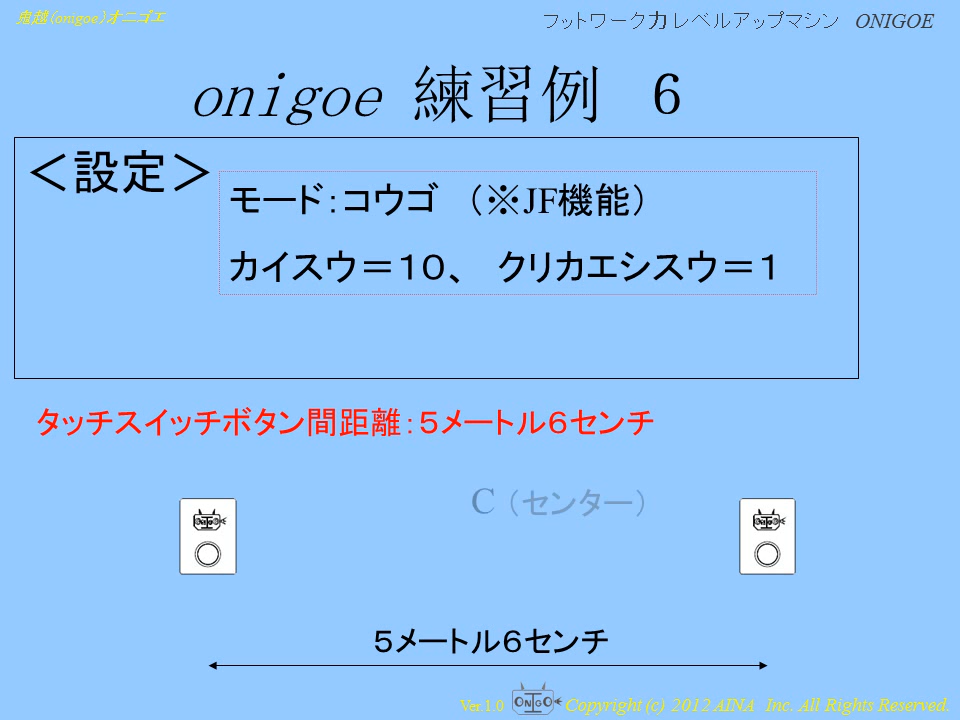 鬼越（onigoe）オニゴエ
フットワーク力レベルアップマシン ONIGOE
onigoe 練習例　６
＜設定＞
モード：コウゴ　（※JF機能）
カイスウ＝１０、　クリカエシスウ＝１
タッチスイッチボタン間距離：５メートル６センチ
C（センター）
ONIGO
ONIGO
５メートル６センチ
Ver.1.0 ONIGO Copyright (c) 2012 AINA Inc. All Rights Reserved.